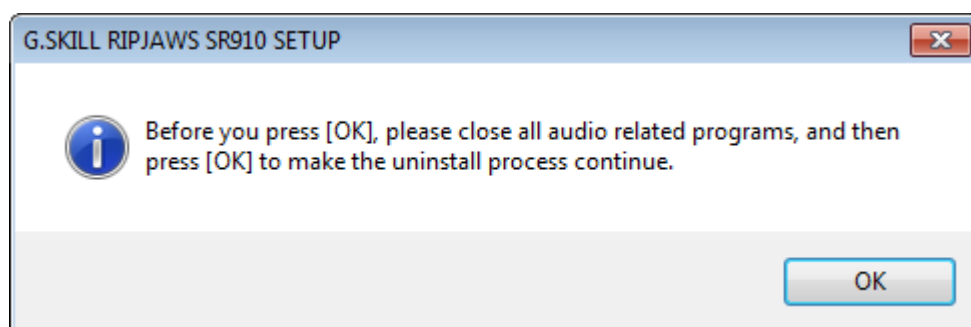 G.SKILL RIPJAWS SR910 SETUP
Before you press [OK], please close all audio related programs, and then
press [OK] to make the uninstall process continue.
OK